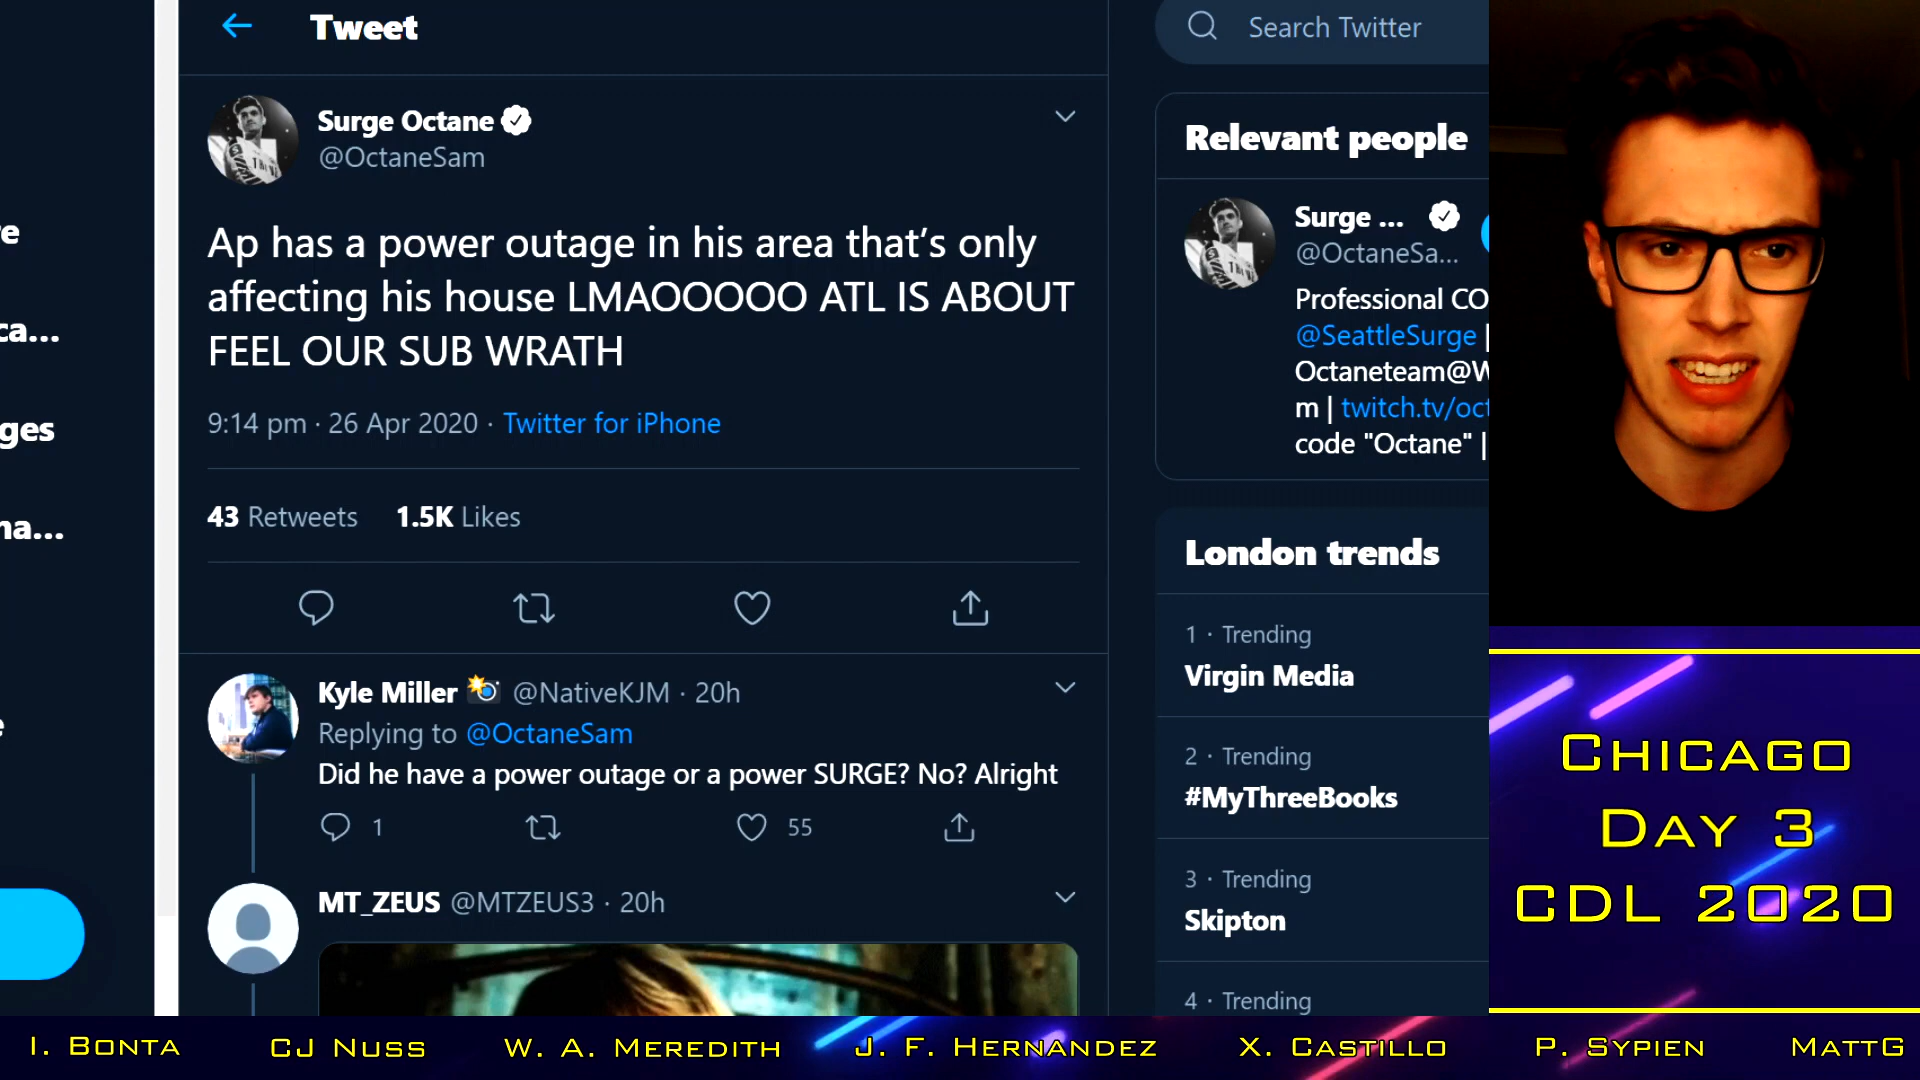 Tweet
Search Twitter
Surge Octane
@OctaneSam
Ap has a power outage in his area that’s only
affecting his house LMAOOOOO ATL IS ABOUT
FEEL OUR SUB WRATH
9:14 pm · 26 Apr 2020 · Twitter for iPhone
43 Retweets 1.5K Likes
Kyle Miller @NativeKJM · 20h
Replying to @OctaneSam
Did he have a power outage or a power SURGE? No? Alright
1 55
MT_ZEUS @MTZEUS3 · 20h
re
ca...
ges
na...
e
Relevant people
Surge ...
@OctaneSa...
Professional CO
@SeattleSurge |
Octaneteam@W
m | twitch.tv/oct
code "Octane" |
London trends
1 · Trending
Virgin Media
2 · Trending
#MyThreeBooks
3 · Trending
Skipton
4 · Trending
Chicago
Day 3
CDL 2020
I. Bonta CJ Nuss W. A. Meredith J. F. Hernandez X. Castillo P. Sypien MattG